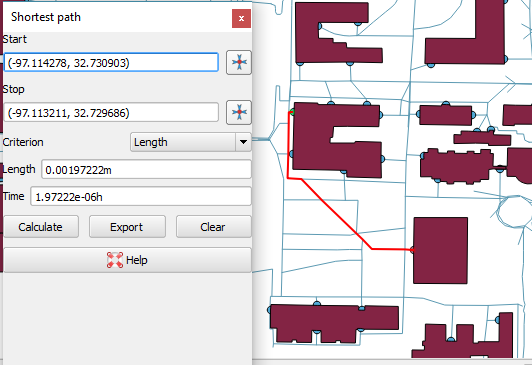 Shortest path
x
Start
(-97.114278, 32.730903)
Stop
(-97.113211, 32.729686)
Criterion Length
Length 0.00197222m
Time 1.97222e-06h
Calculate Export Clear
Help